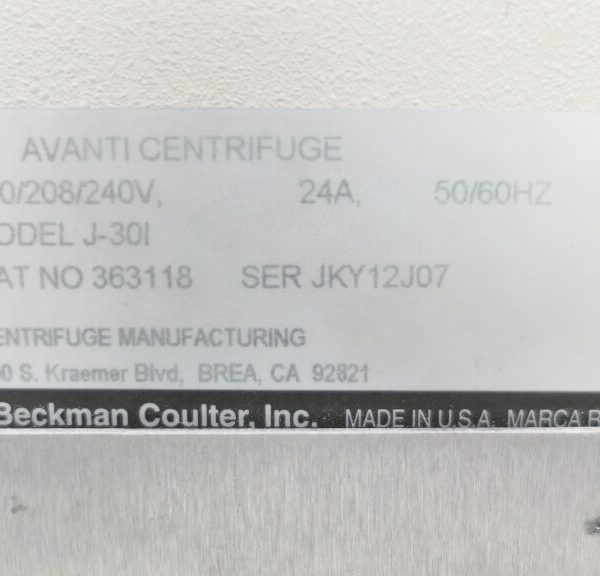 AVANTI CENTRIFUGE
0/208/240V, 24A, 50/60HZ
ODEL J-30I
AT NO 363118 SER JKY12J07
ENTRIFUGE MANUFACTURING
0 S. Kraemer Blvd, BREA, CA 92821
Beckman Coulter, Inc. MADE IN U.S.A. MARCA R